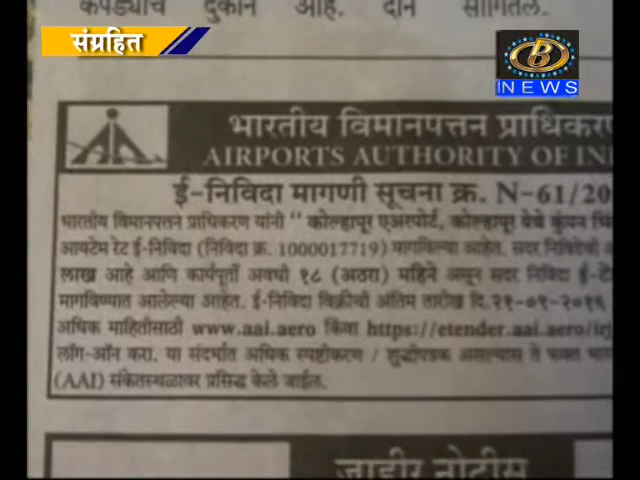 कपड्याचे दुकान आहे. दोन सांगितले.
संग्रहित
B
NEWS
भारतीय विमानपत्तन प्राधिकरण
AIRPORTS AUTHORITY OF IN
ई-निविदा मागणी सूचना क्र. N-61/20
भारतीय विमानपत्तन प्राधिकरण यांनी " कोल्हापूर एअरपोर्ट, कोल्हापूर येथे कुंपन
आयटेम रेट ई-निविदा (निविदा क्र. 1000017719) मागविल्या आहेत. सदर निविदेची
लाख आहे आणि कार्यपूर्ती अवधी १८ (अठरा) महिने असून सदर निविदा ई-टें
मागविण्यात आलेल्या आहेत. ई-निविदा विक्रीची अंतिम तारीख दि.२१-०१-२०१६
अधिक माहितीसाठी www.aai.aero किंवा https://etender.aai.aero/irj
लॉग-ऑन करा. या संदर्भात अधिक स्पष्टीकरण / शुद्धीपत्रक असल्यास ते फक्त
(AAI) संकेतस्थळावर प्रसिद्ध केले जाईल.
जाहीर नोटीस